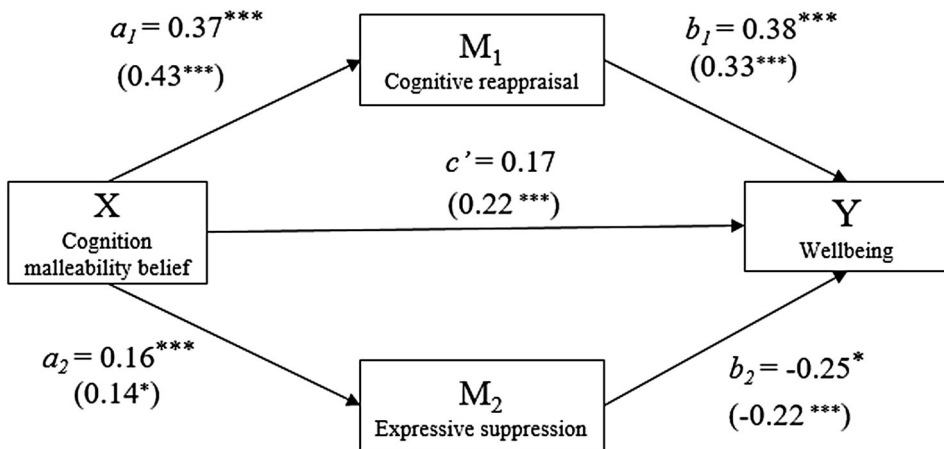 a1 = 0.37***
(0.43***)
M1
Cognitive reappraisal
b1 = 0.38***
(0.33***)
c’ = 0.17
(0.22 ***)
X
Cognition
malleability belief
Y
Wellbeing
a2 = 0.16***
(0.14*)
M2
Expressive suppression
b2 = -0.25*
(-0.22 ***)